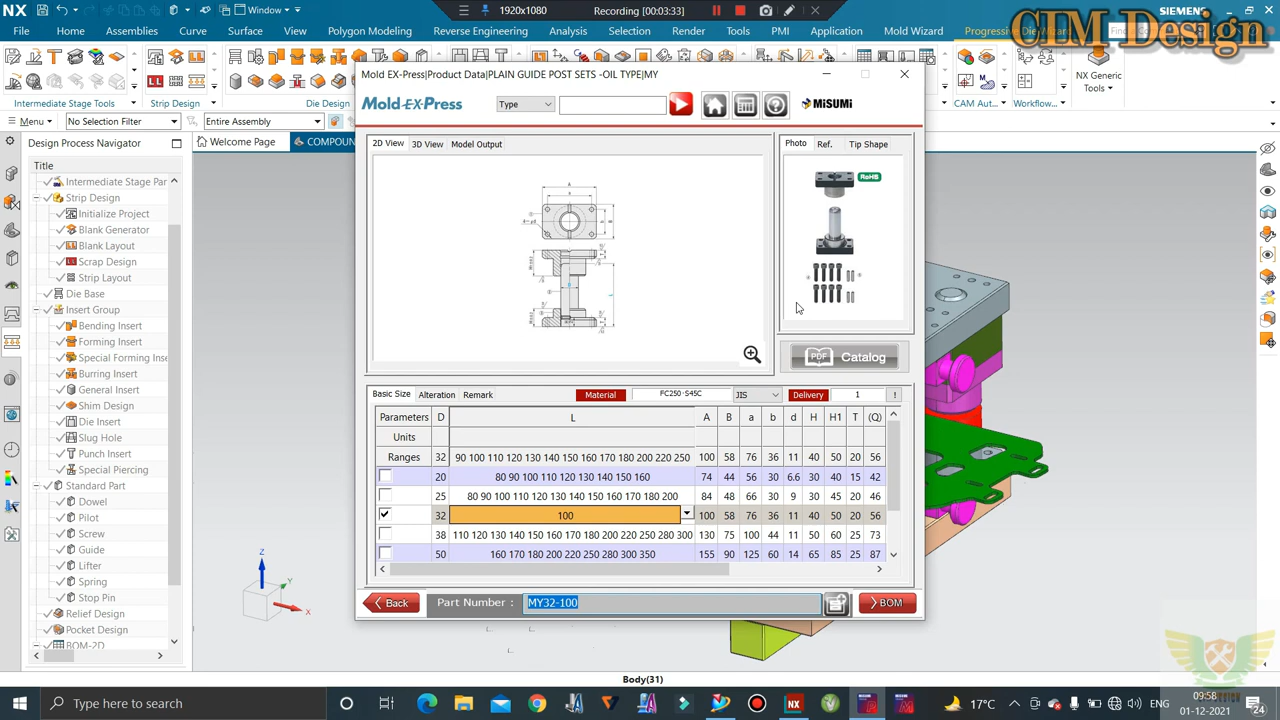 NX
Window
1920x1080
Recording [00:03:33]
SIEMENS
CTM Design
File
Home
Assemblies
Curve
Surface
View
Polygon Modeling
Reverse Engineering
Analysis
Selection
Render
Tools
PMI
Application
Mold Wizard
Intermediate Stage Tools
Strip Design
NX Generic
Tools
Menu
No Selection Filter
Entire Assembly
Design Process Navigator
Welcome Page
COMPOUN
Title
Intermediate Stage Par
Strip Design
Initialize Project
Blank Generator
Blank Layout
Scrap Design
Strip Layout
Die Base
Insert Group
Bending Insert
Forming Insert
Special Forming Inse
Burring Insert
General Insert
Shim Design
Die Insert
Slug Hole
Punch Insert
Special Piercing
Standard Part
Dowel
Pilot
Screw
Guide
Lifter
Spring
Stop Pin
Relief Design
Pocket Design
BOM-2D
Mold EX-Press|Product Data|PLAIN GUIDE POST SETS -OIL TYPE|MY
Mold-EX-Press
Type
MiSUMi
2D View
3D View
Model Output
Photo
Ref.
Tip Shape
RoHS
PDF
Catalog
Basic Size
Alteration
Remark
Material
FC250·S45C
JIS
Delivery
1
!
Parameters D L A B a b d H H1 T (Q)
Units
Ranges 32 90 100 110 120 130 140 150 160 170 180 200 220 250 100 58 76 36 11 40 50 20 56
20 80 90 100 110 120 130 140 150 160 74 44 56 30 6.6 30 40 15 42
25 80 90 100 110 120 130 140 150 160 170 180 200 84 48 66 30 9 30 45 20 46
32 100 100 58 76 36 11 40 50 20 56
38 110 120 130 140 150 160 170 180 200 220 250 280 300 130 75 100 44 11 50 65 25 73
50 160 170 180 200 220 250 280 300 350 155 90 125 60 14 65 85 25 87
Back
Part Number :
MY32-100
BOM
Z
Y
X
Body(31)
Type here to search
17°C
ENG
09:58
01-12-2021
24